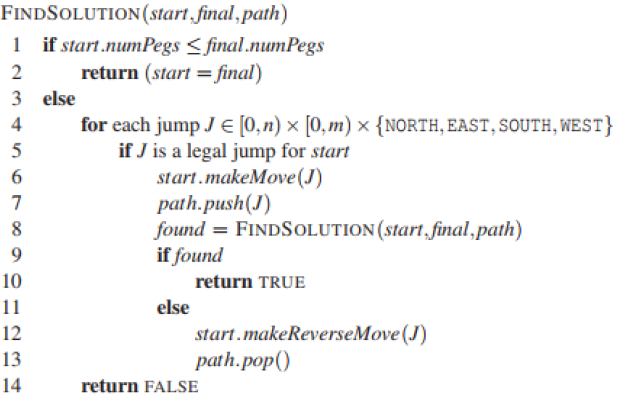 FINDSOLUTION(start,final,path)
1 if start.numPegs ≤ final.numPegs
2 return (start = final)
3 else
4 for each jump J ∈ [0,n) × [0,m) × {NORTH,EAST,SOUTH,WEST}
5 if J is a legal jump for start
6 start.makeMove(J)
7 path.push(J)
8 found = FINDSOLUTION(start,final,path)
9 if found
10 return TRUE
11 else
12 start.makeReverseMove(J)
13 path.pop()
14 return FALSE